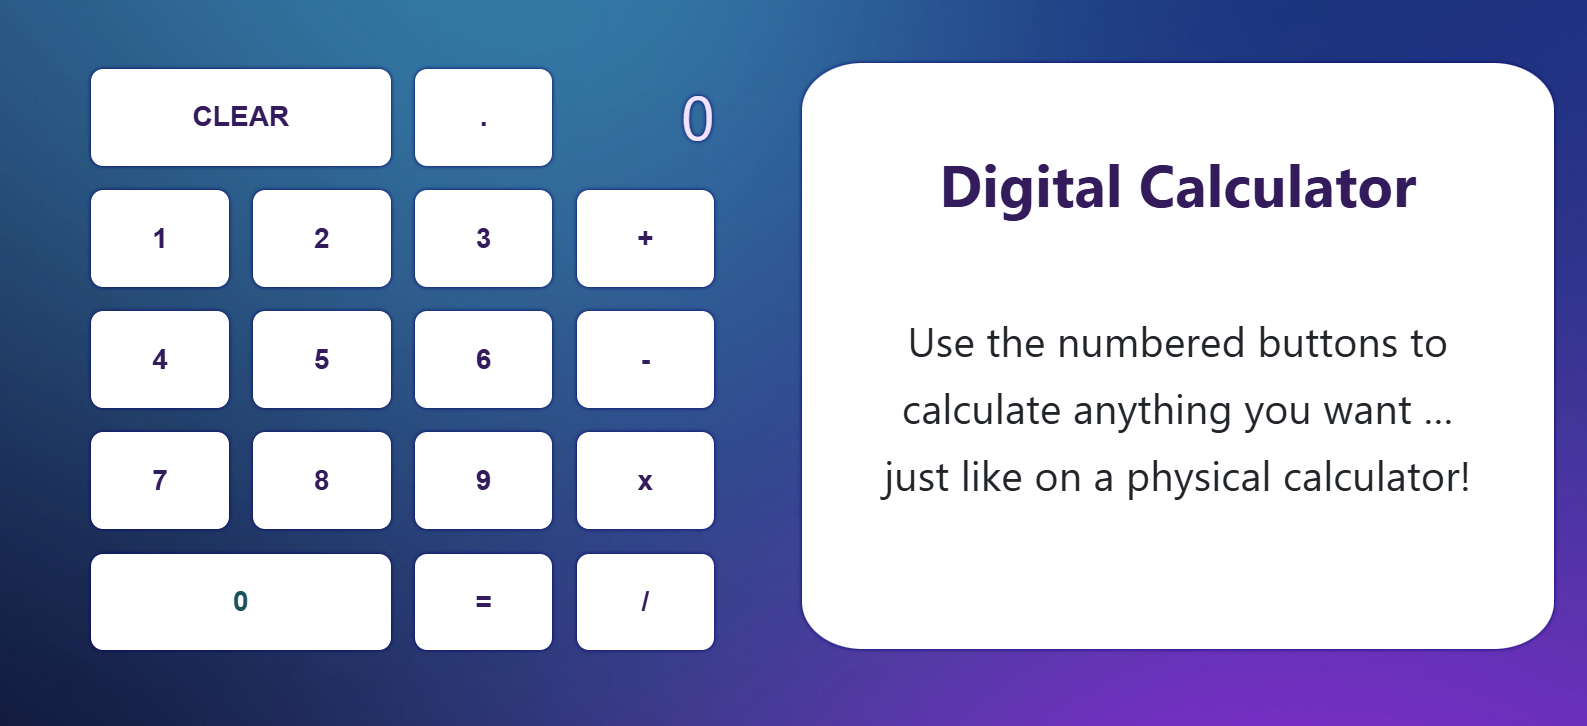 CLEAR . 0
1 2 3 +
4 5 6 -
7 8 9 x
0 = /
Digital Calculator
Use the numbered buttons to
calculate anything you want ...
just like on a physical calculator!